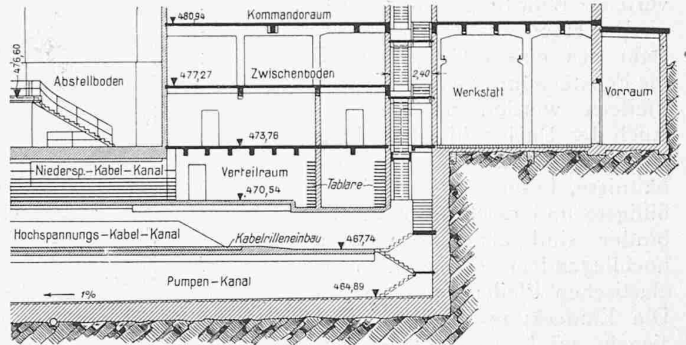 480,94
Kommandoraum
476,60
Abstellboden
477,27
Zwischenboden
2,40
Werkstatt
Vorraum
473,76
Niedersp.-Kabel-Kanal
Verteilraum
Tablare
470,54
Hochspannungs-Kabel-Kanal
Kabelrilleneinbau
467,74
Pumpen-Kanal
464,89
1%